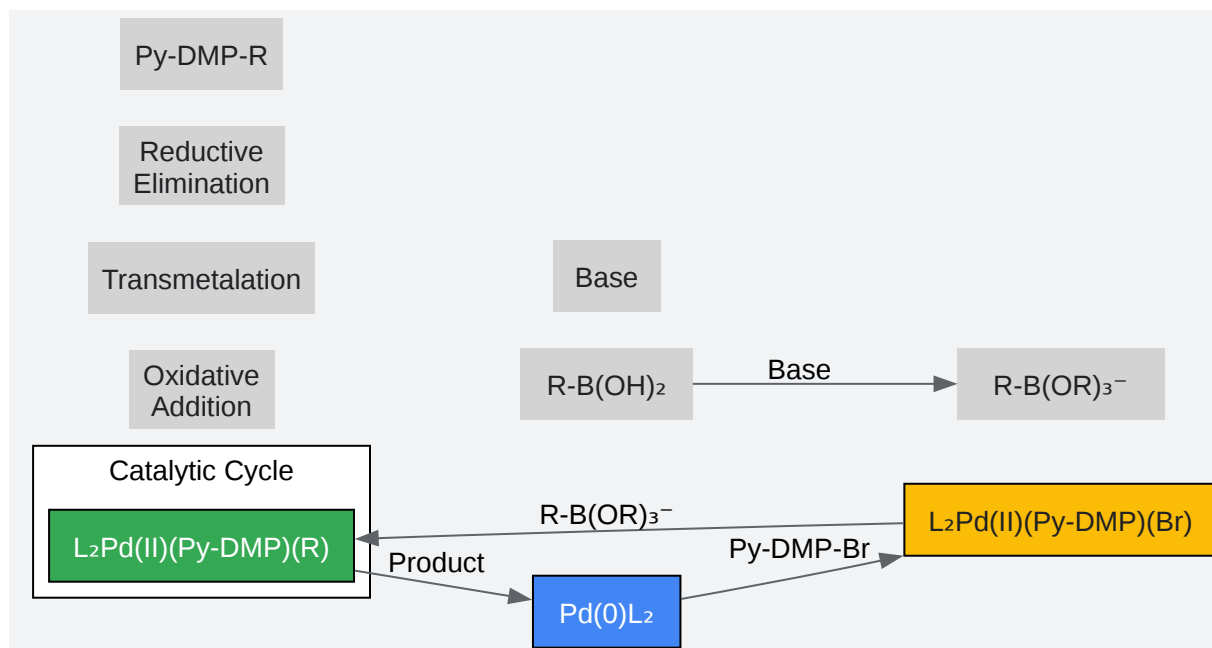 Py-DMP-R
Reductive
Elimination
Transmetalation
Base
Oxidative
Addition
R-B(OH)₂
Base
R-B(OR)₃⁻
Catalytic Cycle
L₂Pd(II)(Py-DMP)(R)
R-B(OR)₃⁻
L₂Pd(II)(Py-DMP)(Br)
Product
Py-DMP-Br
Pd(0)L₂